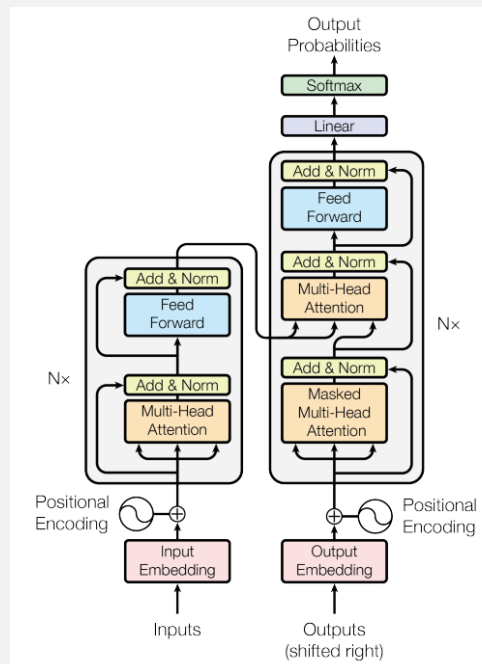 Output
Probabilities
Softmax
Linear
Add & Norm
Feed
Forward
Add & Norm
Multi-Head
Attention
N×
Add & Norm
Masked
Multi-Head
Attention
Positional
Encoding
Output
Embedding
Outputs
(shifted right)
Add & Norm
Feed
Forward
N×
Add & Norm
Multi-Head
Attention
Positional
Encoding
Input
Embedding
Inputs